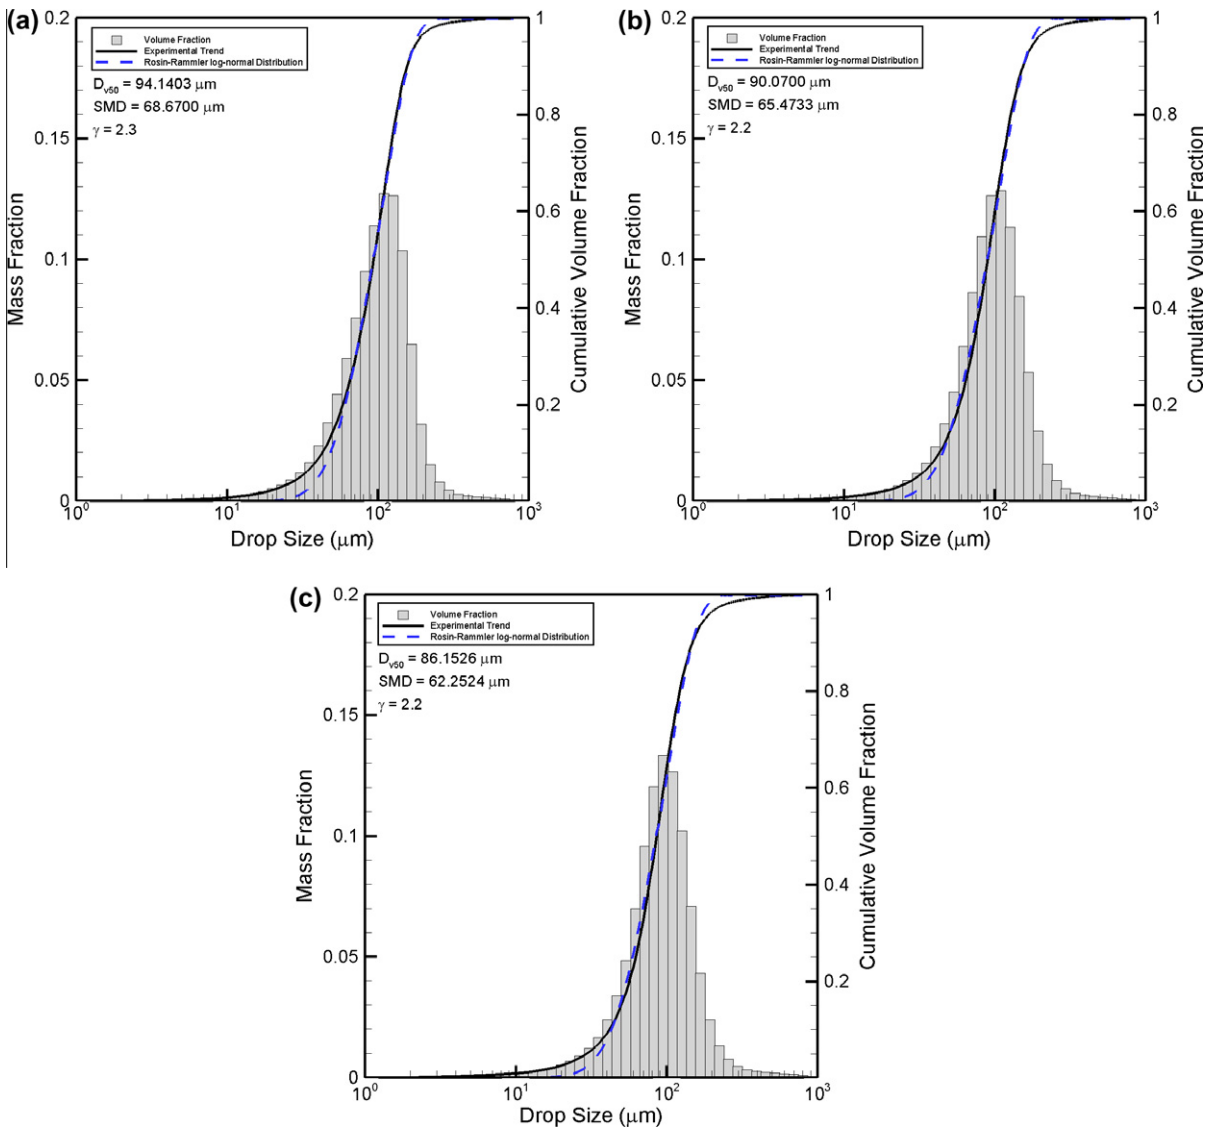 (a)
0.2
1
Volume Fraction
Experimental Trend
Rosin-Rammler log-normal Distribution
Dv50 = 94.1403 μm
SMD = 68.6700 μm
γ = 2.3
0.15
0.8
0.1
0.6
0.05
0.4
0.2
0
0
Mass Fraction
Cumulative Volume Fraction
10^0
10^1
10^2
10^3
Drop Size (μm)
(b)
0.2
1
Volume Fraction
Experimental Trend
Rosin-Rammler log-normal Distribution
Dv50 = 90.0700 μm
SMD = 65.4733 μm
γ = 2.2
0.15
0.8
0.1
0.6
0.05
0.4
0.2
0
0
Mass Fraction
Cumulative Volume Fraction
10^0
10^1
10^2
10^3
Drop Size (μm)
(c)
0.2
1
Volume Fraction
Experimental Trend
Rosin-Rammler log-normal Distribution
Dv50 = 86.1526 μm
SMD = 62.2524 μm
γ = 2.2
0.15
0.8
0.1
0.6
0.05
0.4
0.2
0
0
Mass Fraction
Cumulative Volume Fraction
10^0
10^1
10^2
10^3
Drop Size (μm)